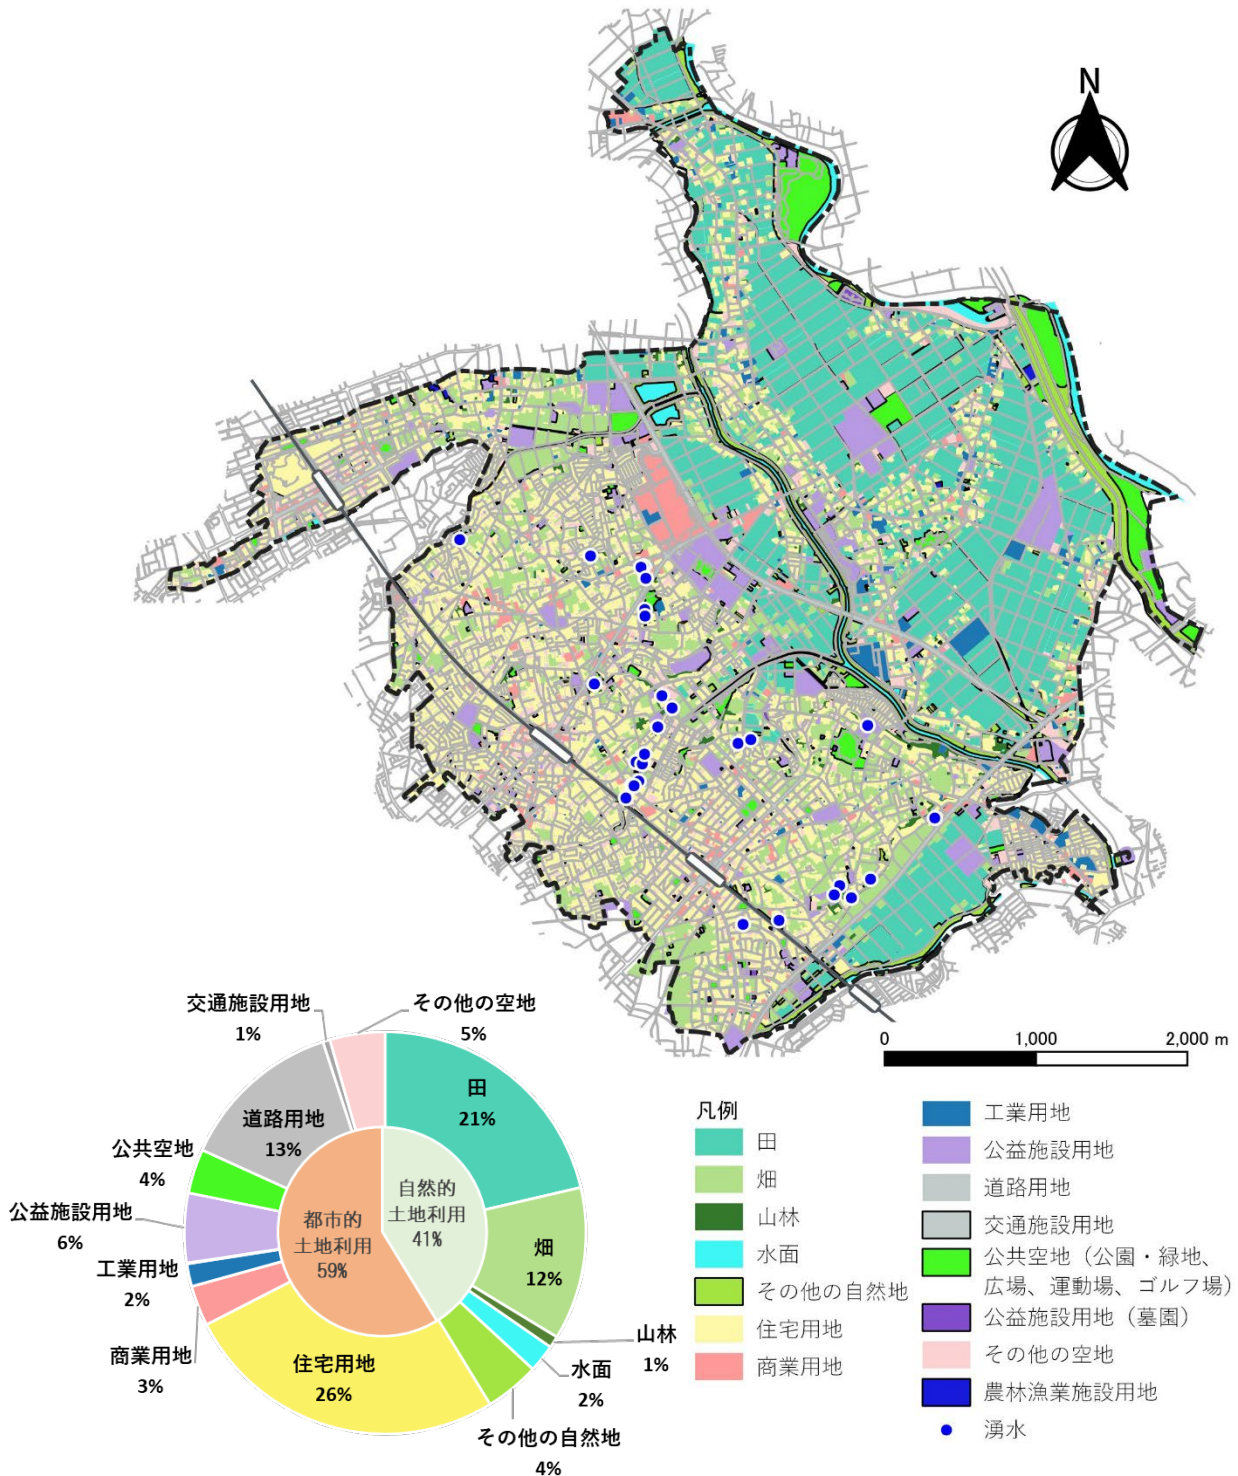 N
0 1,000 2,000 m
交通施設用地
1%
その他の空地
5%
田
21%
道路用地
13%
公共空地
4%
公益施設用地
6%
工業用地
2%
商業用地
3%
住宅用地
26%
都市的
土地利用
59%
自然的
土地利用
41%
畑
12%
山林
1%
水面
2%
その他の自然地
4%
凡例
田
畑
山林
水面
その他の自然地
住宅用地
商業用地
工業用地
公益施設用地
道路用地
交通施設用地
公共空地（公園・緑地、
広場、運動場、ゴルフ場）
公益施設用地（墓園）
その他の空地
農林漁業施設用地
湧水